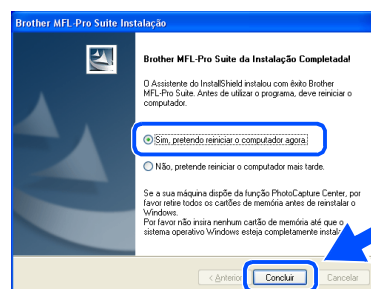 Brother MFL-Pro Suite Instalação
Brother MFL-Pro Suite da Instalação Completada!
O Assistente do InstallShield instalou com êxito Brother
MFL-Pro Suite. Antes de utilizar o programa, deve reiniciar o
computador.
Sim, pretendo reiniciar o computador agora.
Não, pretende reiniciar o computador mais tarde.
Se a sua máquina dispõe da função PhotoCapture Center, por
favor retire todos os cartões de memória antes de reinstalar o
Windows.
Por favor não insira nenhum cartão de memória até que o
sistema operativo Windows esteja completamente
< Anterior
Concluir
Cancelar